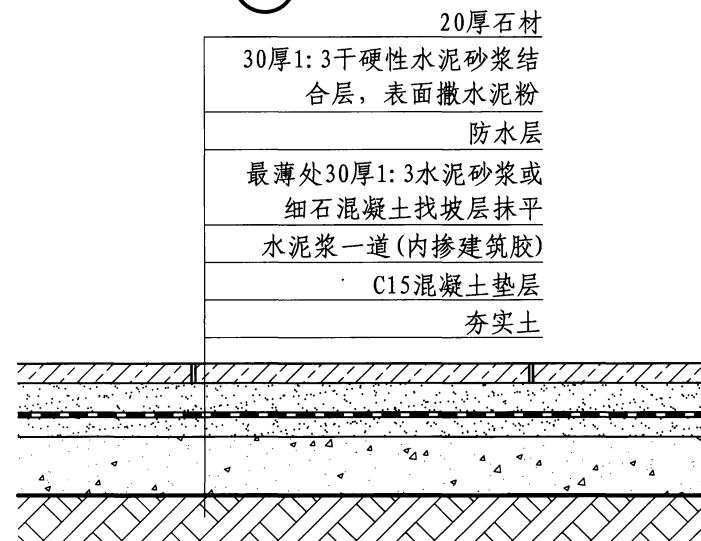 20厚石材
30厚1:3干硬性水泥砂浆结
合层，表面撒水泥粉
防水层
最薄处30厚1:3水泥砂浆或
细石混凝土找坡层抹平
水泥浆一道(内掺建筑胶)
C15混凝土垫层
夯实土